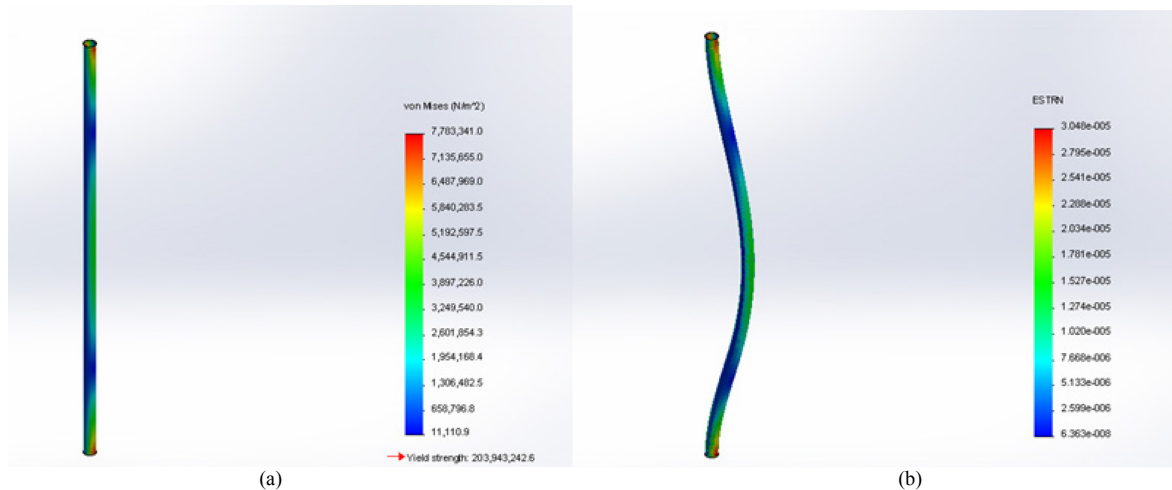 von Mises (N/m^2)
7,783,341.0
7,135,655.0
6,487,969.0
5,840,283.5
5,192,597.5
4,544,911.5
3,897,226.0
3,249,540.0
2,601,854.3
1,954,168.4
1,306,482.5
658,796.8
11,110.9
Yield strength: 203,943,242.6
(a)
ESTRN
3.048e-005
2.795e-005
2.541e-005
2.288e-005
2.034e-005
1.781e-005
1.527e-005
1.274e-005
1.020e-005
7.668e-006
5.133e-006
2.599e-006
6.363e-008
(b)